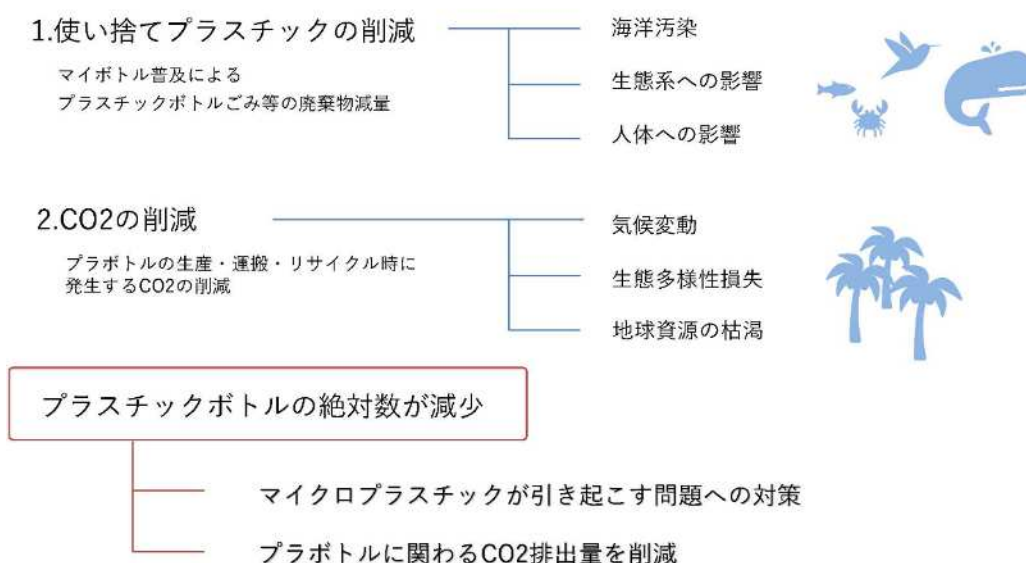 1.使い捨てプラスチックの削減
マイボトル普及による
プラスチックボトルごみ等の廃棄物減量
海洋汚染
生態系への影響
人体への影響
2.CO2の削減
プラボトルの生産・運搬・リサイクル時に
発生するCO2の削減
気候変動
生態多様性損失
地球資源の枯渇
プラスチックボトルの絶対数が減少
マイクロプラスチックが引き起こす問題への対策
プラボトルに関わるCO2排出量を削減